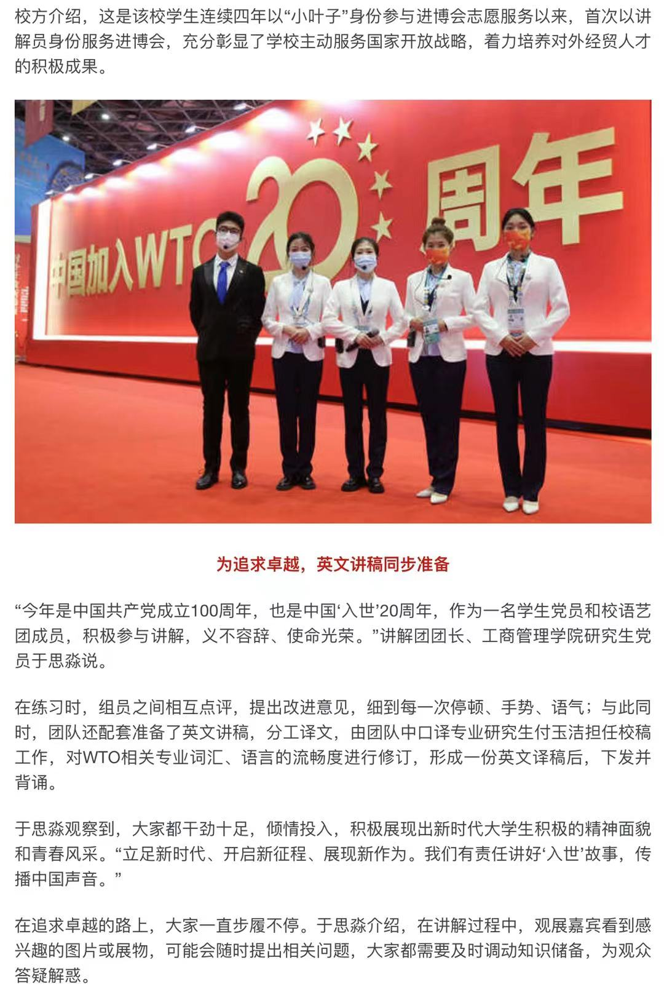 校方介绍，这是该校学生连续四年以“小叶子”身份参与进博会志愿服务以来，首次以讲
解员身份服务进博会，充分彰显了学校主动服务国家开放战略，着力培养对外经贸人才
的积极成果。
中国加入WTO20周年
为追求卓越，英文讲稿同步准备
“今年是中国共产党成立100周年，也是中国‘入世’20周年，作为一名学生党员和校语艺
团成员，积极参与讲解，义不容辞、使命光荣。”讲解团团长、工商管理学院研究生党
员于思淼说。
在练习时，组员之间相互点评，提出改进意见，细到每一次停顿、手势、语气；与此同
时，团队还配套准备了英文讲稿，分工译文，由团队中口译专业研究生付玉洁担任校稿
工作，对WTO相关专业词汇、语言的流畅度进行修订，形成一份英文译稿后，下发并
背诵。
于思淼观察到，大家都干劲十足，倾情投入，积极展现出新时代大学生积极的精神面貌
和青春风采。“立足新时代、开启新征程、展现新作为。我们有责任讲好‘入世’故事，传
播中国声音。”
在追求卓越的路上，大家一直步履不停。于思淼介绍，在讲解过程中，观展嘉宾看到感
兴趣的图片或展物，可能会随时提出相关问题，大家都需要及时调动知识储备，为观众
答疑解惑。